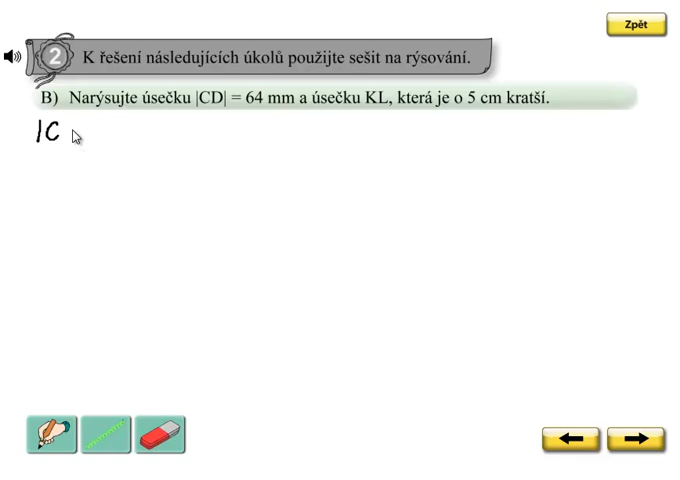 Zpět
2 K řešení následujících úkolů použijte sešit na rýsování.
B) Narýsujte úsečku |CD| = 64 mm a úsečku KL, která je o 5 cm kratší.
|C